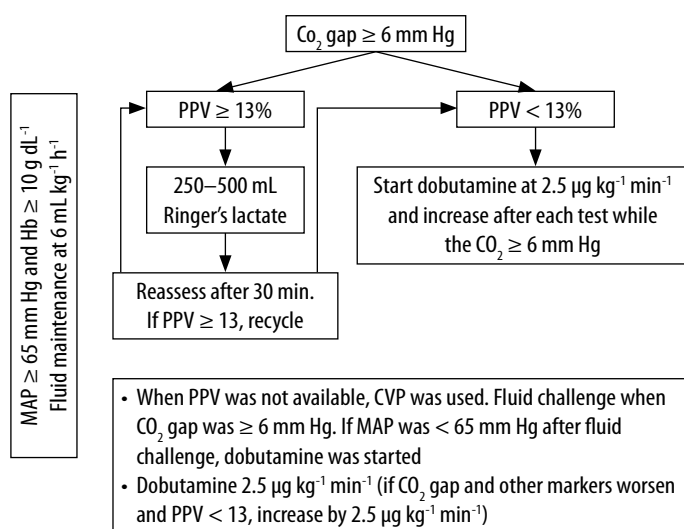 Co₂ gap ≥ 6 mm Hg
PPV ≥ 13%
PPV < 13%
250–500 mL
Ringer's lactate
Start dobutamine at 2.5 µg kg⁻¹ min⁻¹
and increase after each test while
the CO₂ ≥ 6 mm Hg
Reassess after 30 min.
If PPV ≥ 13, recycle
MAP ≥ 65 mm Hg and Hb ≥ 10 g dL⁻¹
Fluid maintenance at 6 mL kg⁻¹ h⁻¹
• When PPV was not available, CVP was used. Fluid challenge when
CO₂ gap was ≥ 6 mm Hg. If MAP was < 65 mm Hg after fluid
challenge, dobutamine was started
• Dobutamine 2.5 µg kg⁻¹ min⁻¹ (if CO₂ gap and other markers worsen
and PPV < 13, increase by 2.5 µg kg⁻¹ min⁻¹)